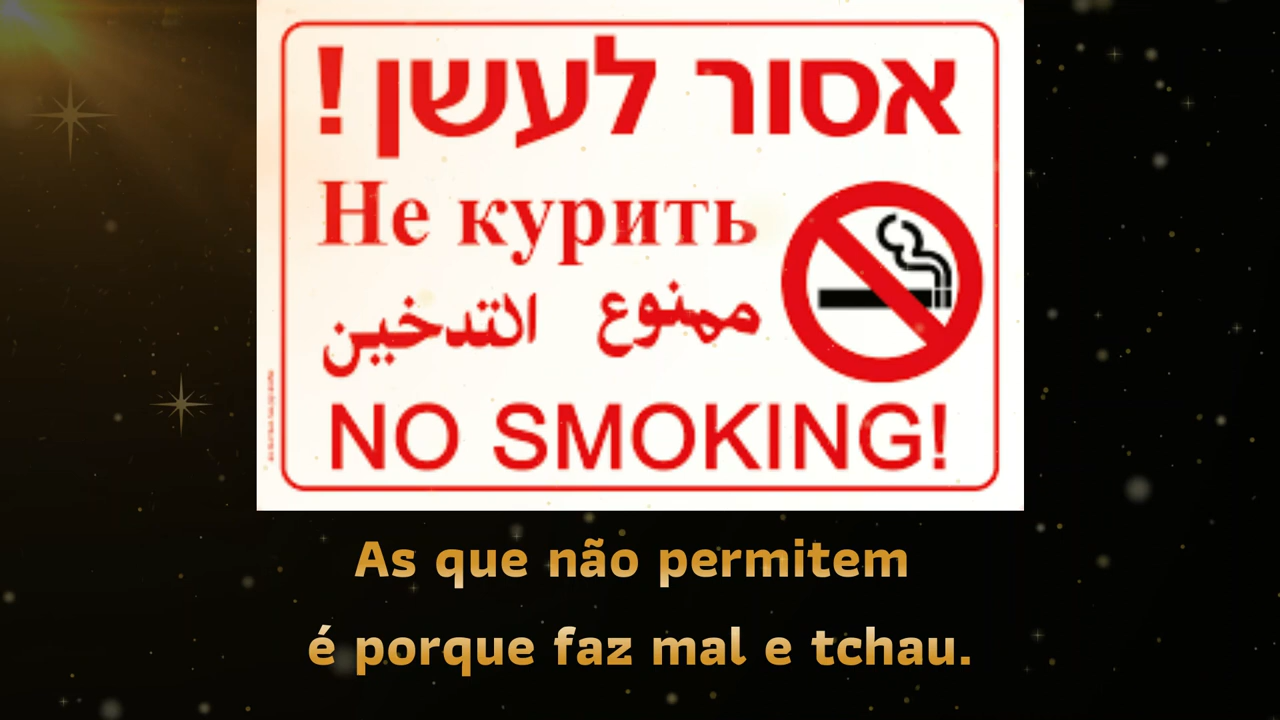 אסור לעשן !
Не курить
ممنوع التدخين
NO SMOKING!
As que não permitem
é porque faz mal e tchau.